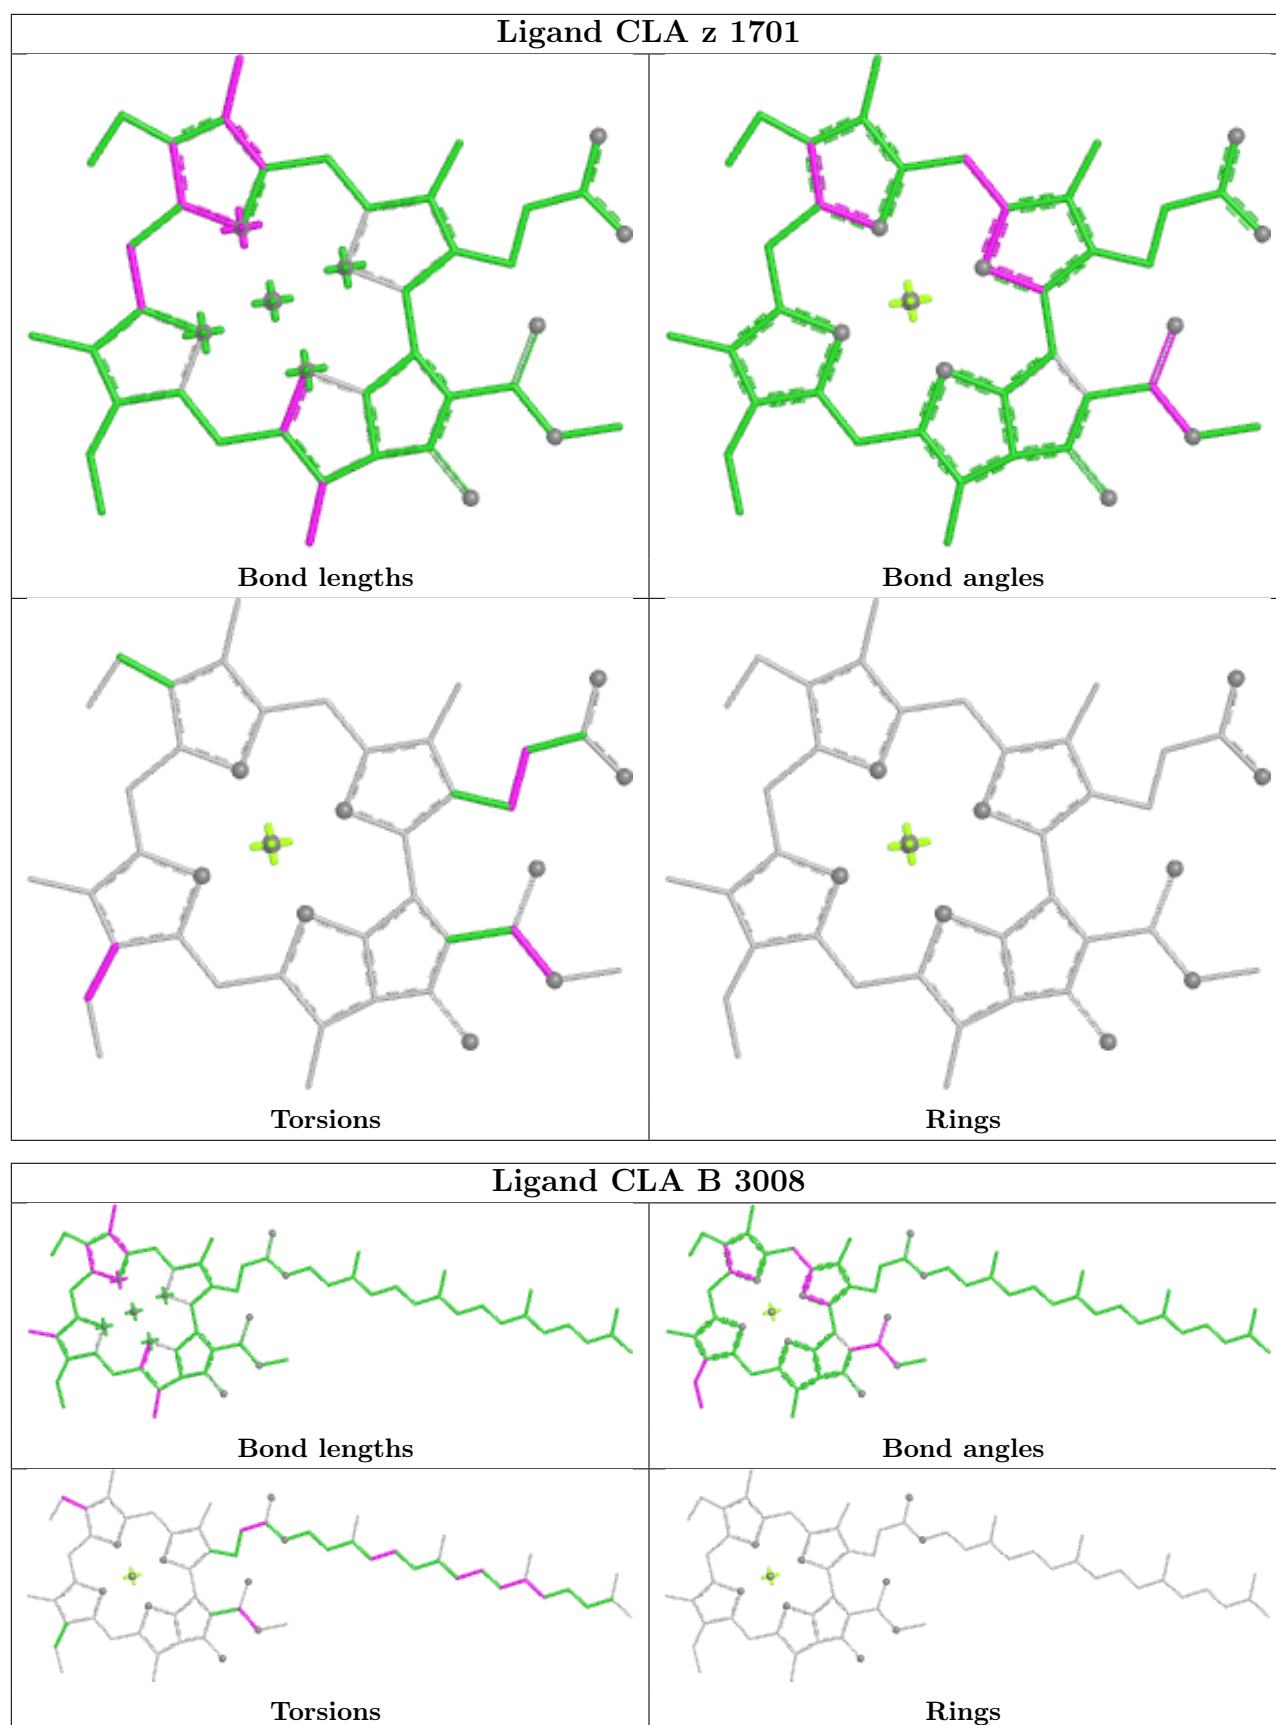 Ligand CLA z 1701
Bond lengths
Bond angles
Torsions
Rings
Ligand CLA B 3008
Bond lengths
Bond angles
Torsions
Rings